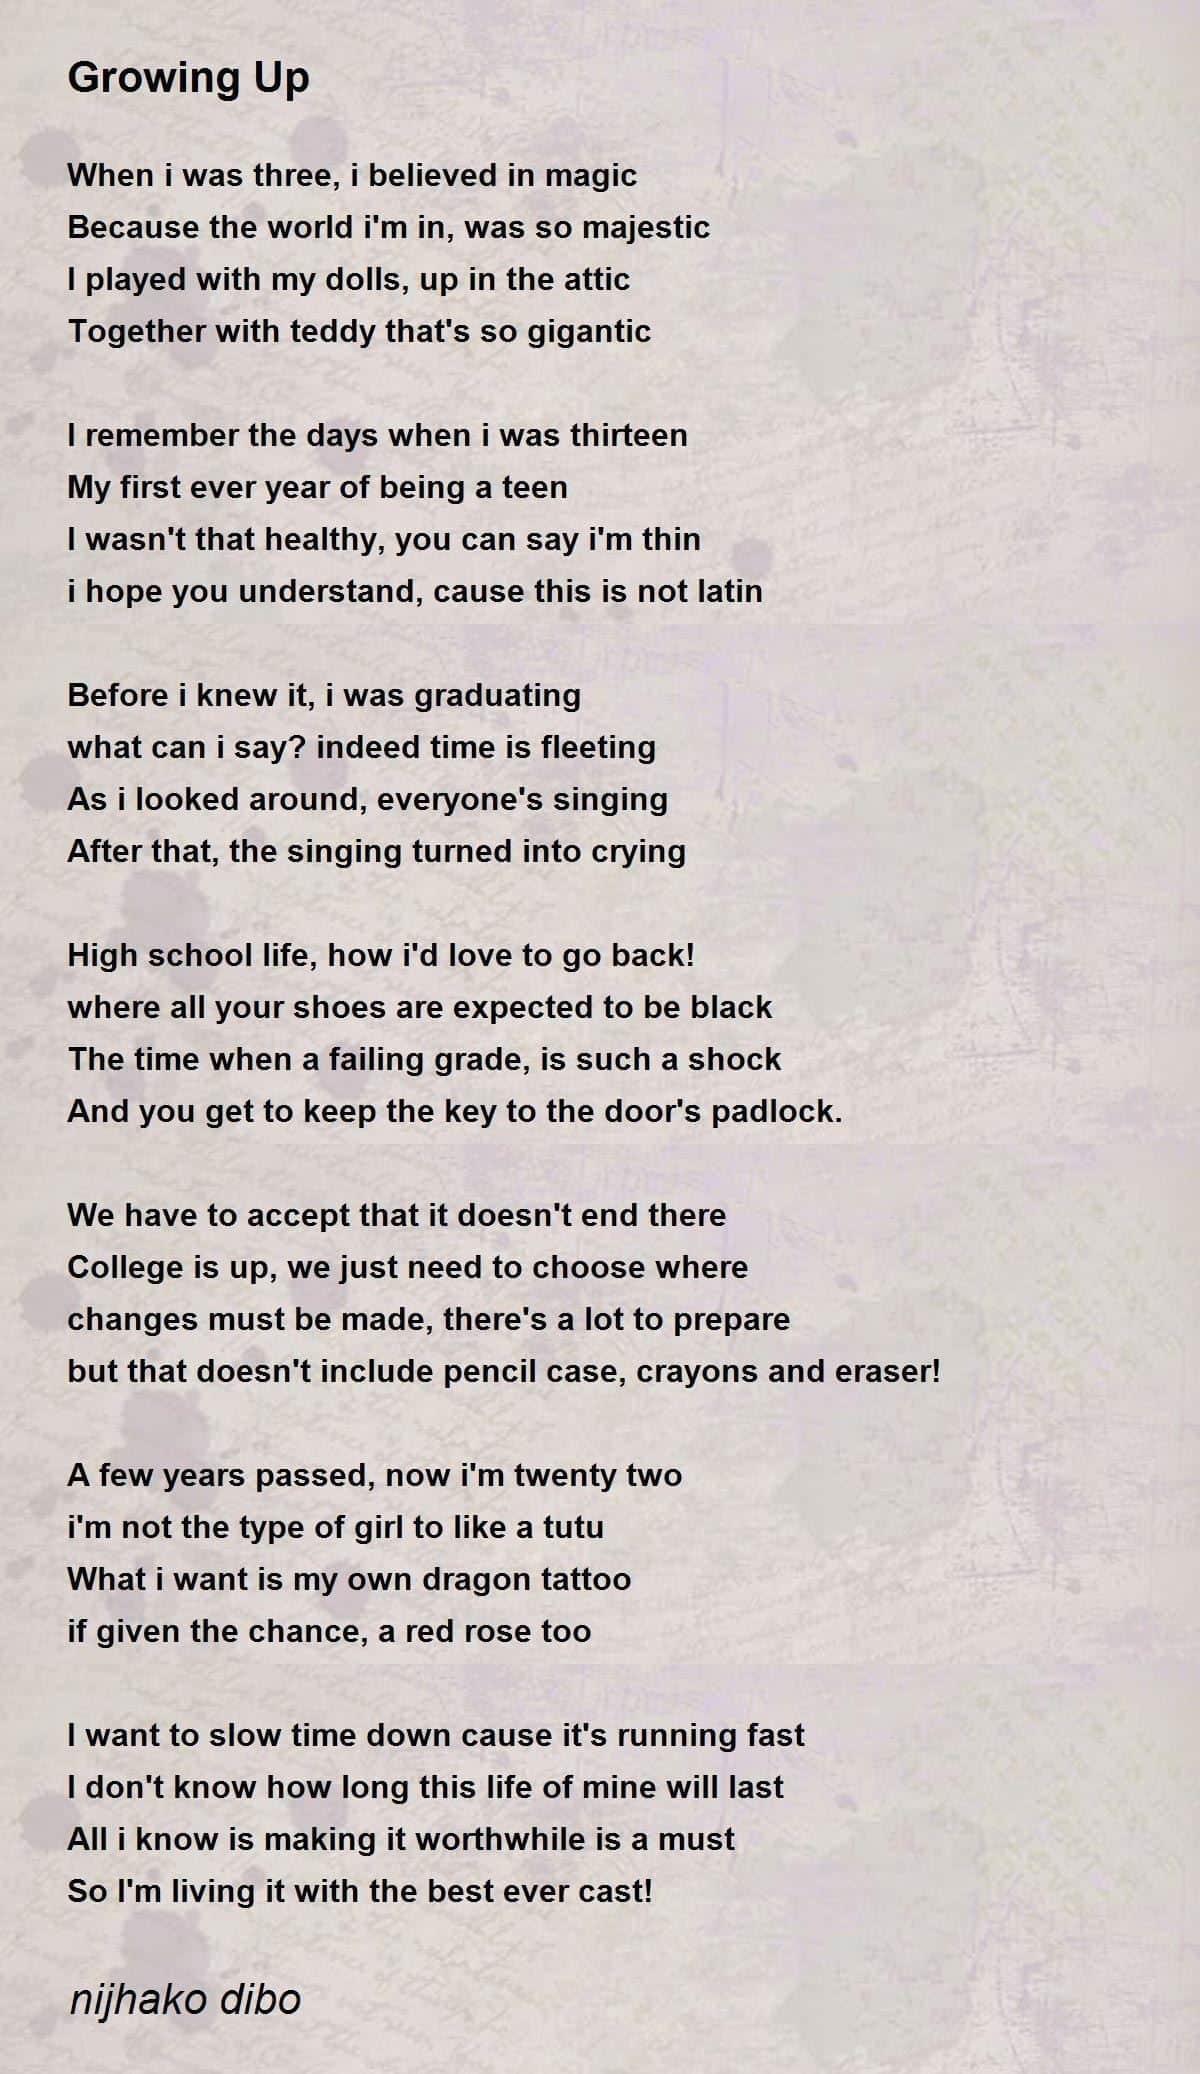 Growing Up
When i was three, i believed in magic
Because the world i'm in, was so majestic
I played with my dolls, up in the attic
Together with teddy that's so gigantic
I remember the days when i was thirteen
My first ever year of being a teen
I wasn't that healthy, you can say i'm thin
i hope you understand, cause this is not latin
Before i knew it, i was graduating
what can i say? indeed time is fleeting
As i looked around, everyone's singing
After that, the singing turned into crying
High school life, how i'd love to go back!
where all your shoes are expected to be black
The time when a failing grade, is such a shock
And you get to keep the key to the door's padlock.
We have to accept that it doesn't end there
College is up, we just need to choose where
changes must be made, there's a lot to prepare
but that doesn't include pencil case, crayons and eraser!
A few years passed, now i'm twenty two
i'm not the type of girl to like a tutu
What i want is my own dragon tattoo
if given the chance, a red rose too
I want to slow time down cause it's running fast
I don't know how long this life of mine will last
All i know is making it worthwhile is a must
So I'm living it with the best ever cast!
nijhako dibo